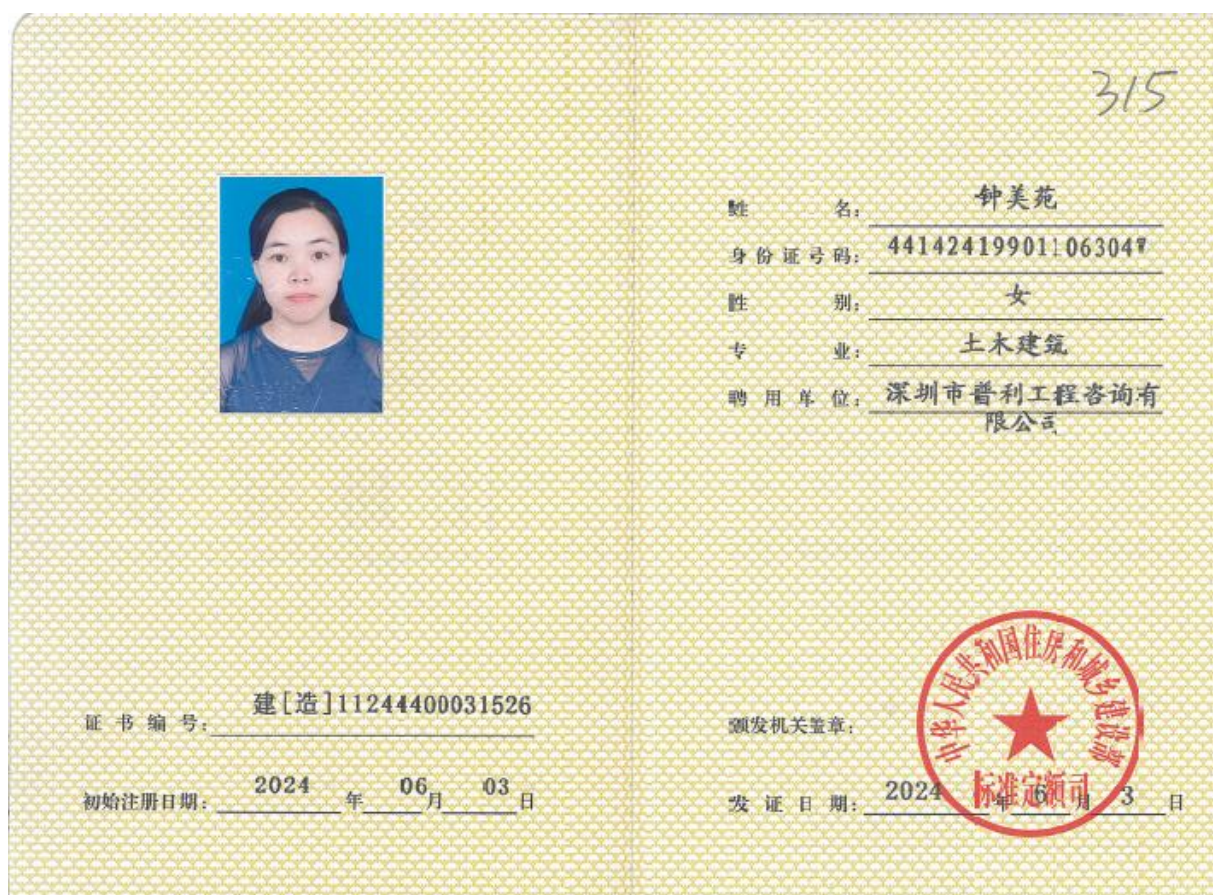 315
姓 名: 钟美苑
身份证号码:
性 别: 女
专 业: 土木建筑
聘用单位: 深圳市普利工程咨询有
限公司
证书编号: 建[造]11244400031526
初始注册日期: 2024 年 06 月 03 日
颁发机关签章:
中华人民共和国住房和城乡建设部
标准定额司
发证日期: 2024 年 6 月 3 日